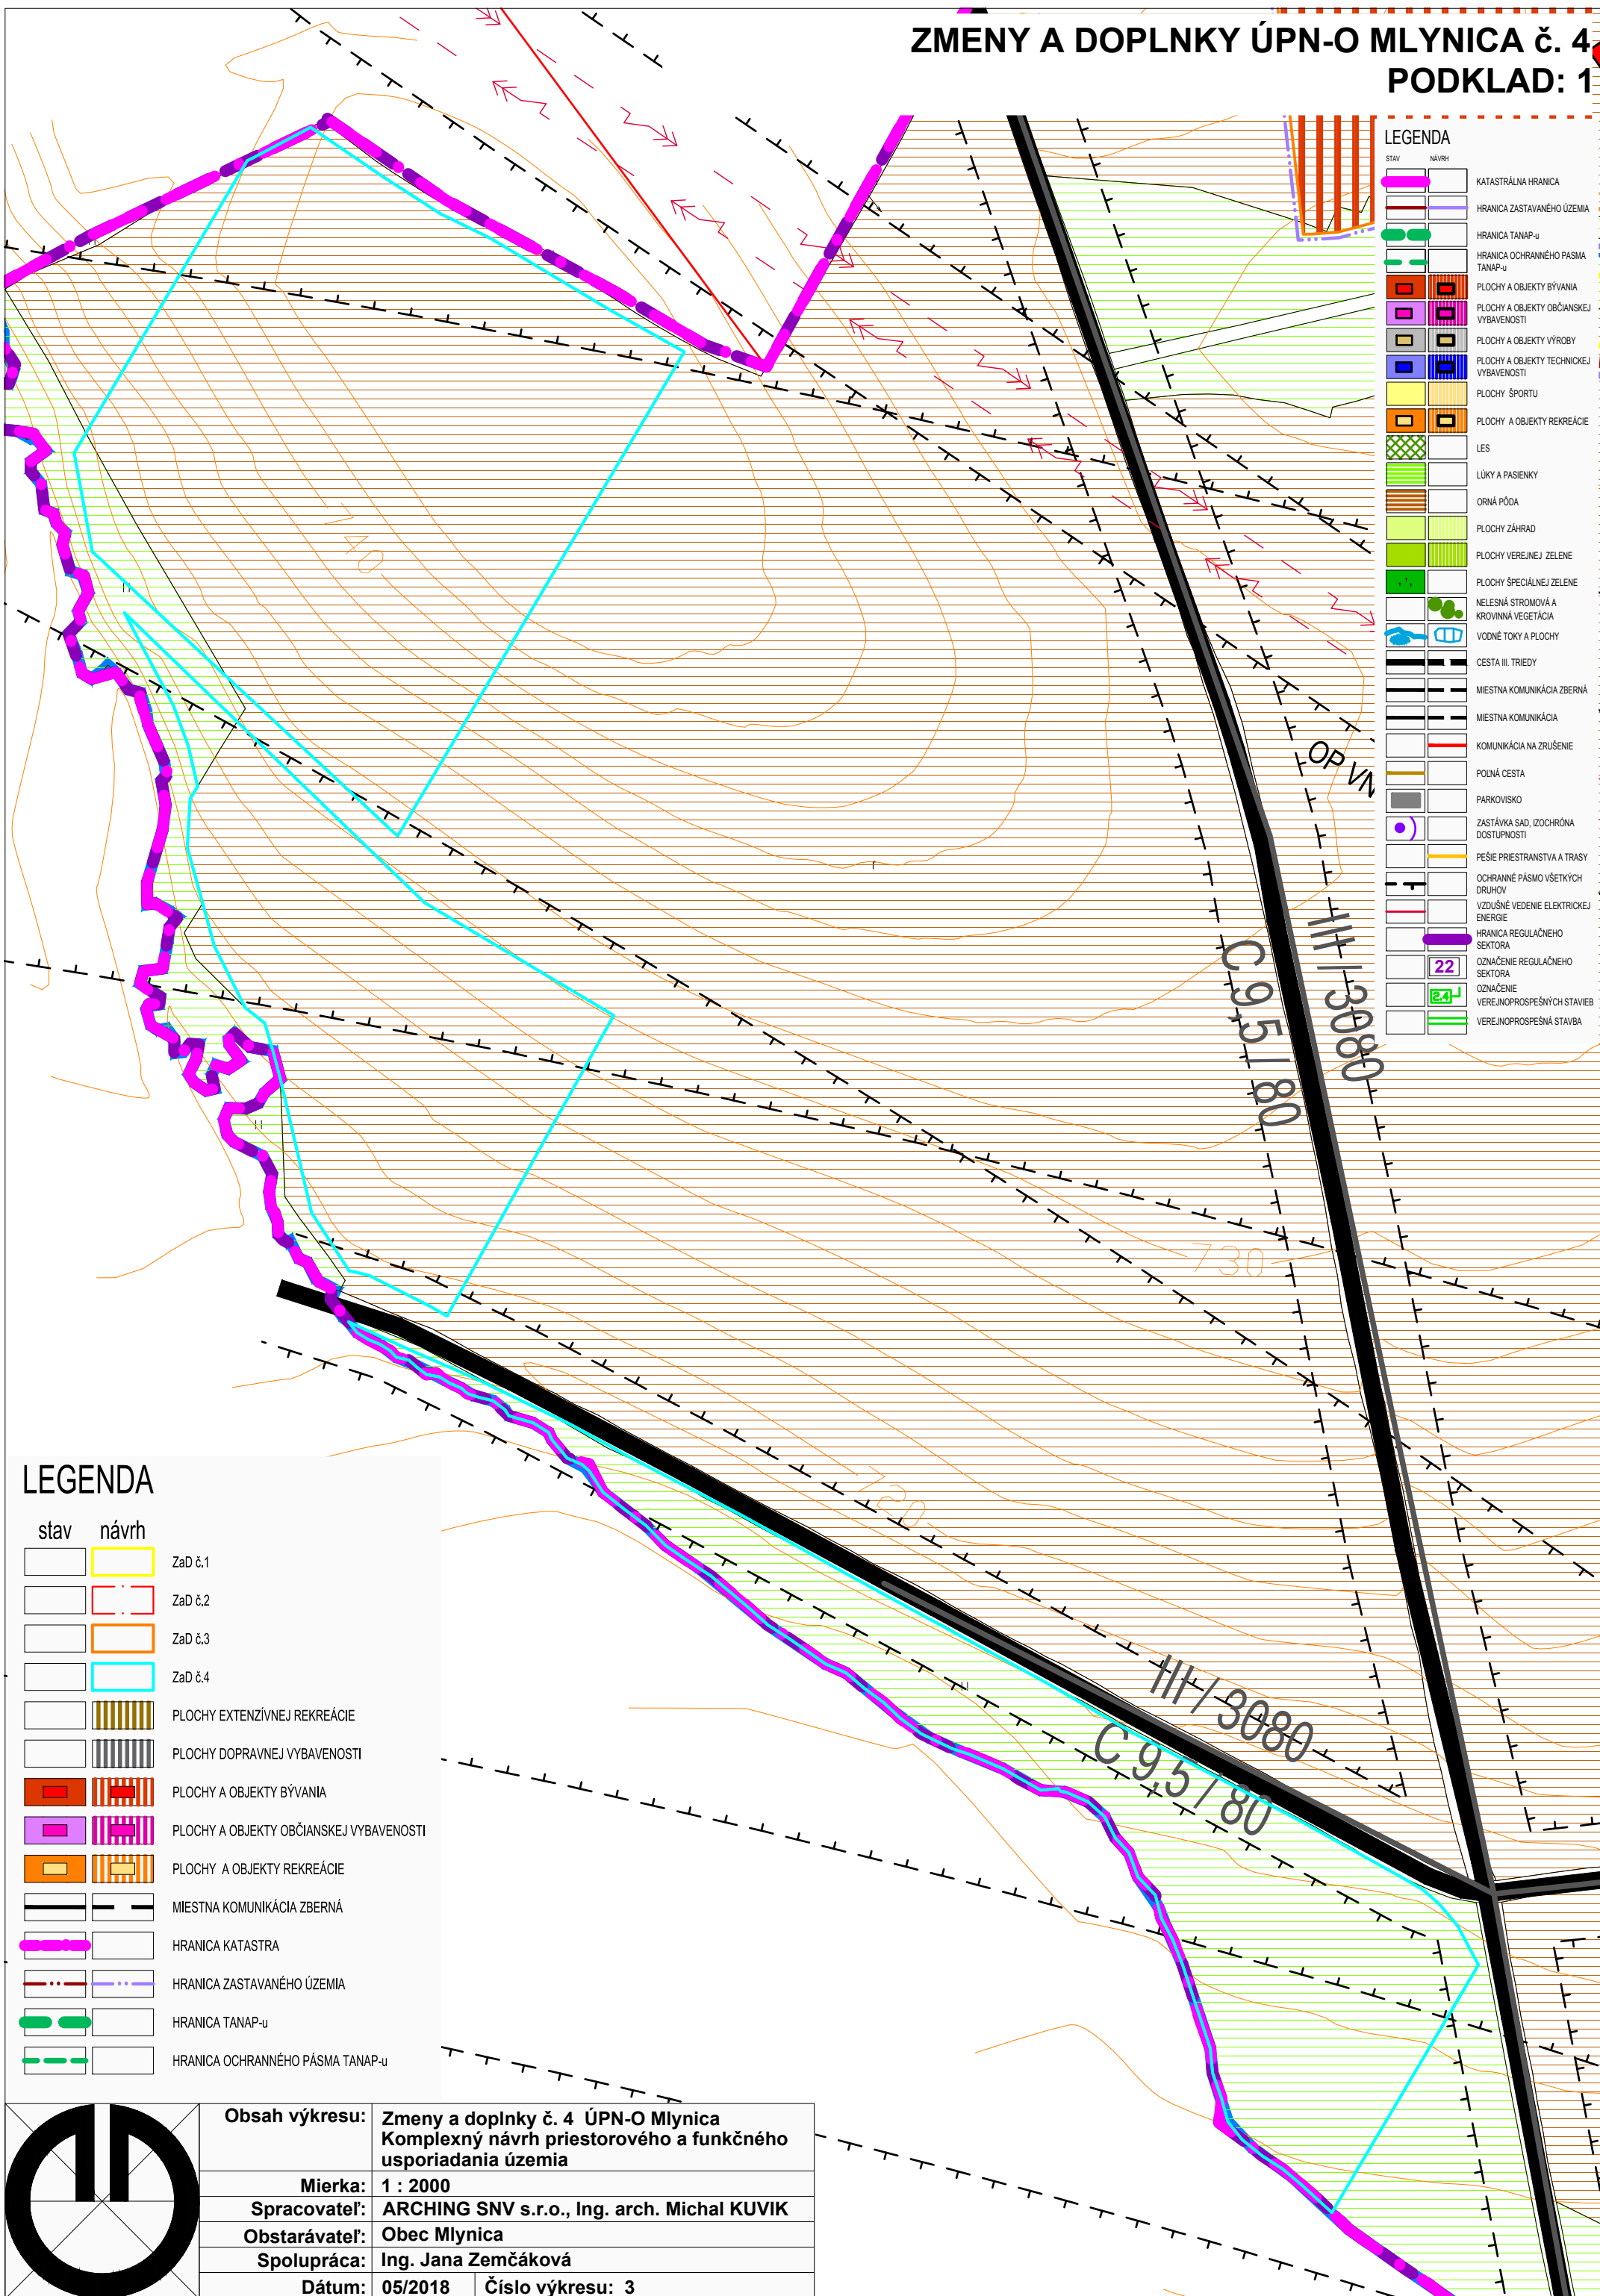 ZMENY A DOPLNKY ÚPN-O MLYNICA č. 4
PODKLAD: 1
LEGENDA
STAV NÁVRH
KATASTRÁLNA HRANICA
HRANICA ZASTAVANÉHO ÚZEMIA
HRANICA TANAP-u
HRANICA OCHRANNÉHO PASMA
TANAP-u
PLOCHY A OBJEKTY BÝVANIA
PLOCHY A OBJEKTY OBČIANSKEJ
VYBAVENOSTI
PLOCHY A OBJEKTY VÝROBY
PLOCHY A OBJEKTY TECHNICKEJ
VYBAVENOSTI
PLOCHY ŠPORTU
PLOCHY A OBJEKTY REKREÁCIE
LES
LÚKY A PASIENKY
ORNÁ PÔDA
PLOCHY ZÁHRAD
PLOCHY VEREJNEJ ZELENE
PLOCHY ŠPECIÁLNEJ ZELENE
NELESNÁ STROMOVÁ A
KROVINNÁ VEGETÁCIA
VODNÉ TOKY A PLOCHY
CESTA III. TRIEDY
MIESTNA KOMUNIKÁCIA ZBERNÁ
MIESTNA KOMUNIKÁCIA
KOMUNIKÁCIA NA ZRUŠENIE
POĽNÁ CESTA
PARKOVISKO
ZASTÁVKA SAD, IZOCHRÓNA
DOSTUPNOSTI
PEŠIE PRIESTRANSTVA A TRASY
OCHRANNÉ PÁSMO VŠETKÝCH
DRUHOV
VZDUŠNÉ VEDENIE ELEKTRICKEJ
ENERGIE
HRANICA REGULAČNEHO
SEKTORA
22
OZNAČENIE REGULAČNEHO
SEKTORA
2.4
OZNAČENIE
VEREJNOPROSPEŠNÝCH STAVIEB
VEREJNOPROSPEŠNÁ STAVBA
740
OP VN
III / 3080
C 9,5 / 80
730
720
III / 3080
C 9,5 / 80
LEGENDA
stav návrh
ZaD č.1
ZaD č.2
ZaD č.3
ZaD č.4
PLOCHY EXTENZÍVNEJ REKREÁCIE
PLOCHY DOPRAVNEJ VYBAVENOSTI
PLOCHY A OBJEKTY BÝVANIA
PLOCHY A OBJEKTY OBČIANSKEJ VYBAVENOSTI
PLOCHY A OBJEKTY REKREÁCIE
MIESTNA KOMUNIKÁCIA ZBERNÁ
HRANICA KATASTRA
HRANICA ZASTAVANÉHO ÚZEMIA
HRANICA TANAP-u
HRANICA OCHRANNÉHO PÁSMA TANAP-u
Obsah výkresu: Zmeny a doplnky č. 4 ÚPN-O Mlynica
Komplexný návrh priestorového a funkčného
usporiadania územia
Mierka: 1 : 2000
Spracovateľ: ARCHING SNV s.r.o., Ing. arch. Michal KUVIK
Obstarávateľ: Obec Mlynica
Spolupráca: Ing. Jana Zemčáková
Dátum: 05/2018 Číslo výkresu: 3